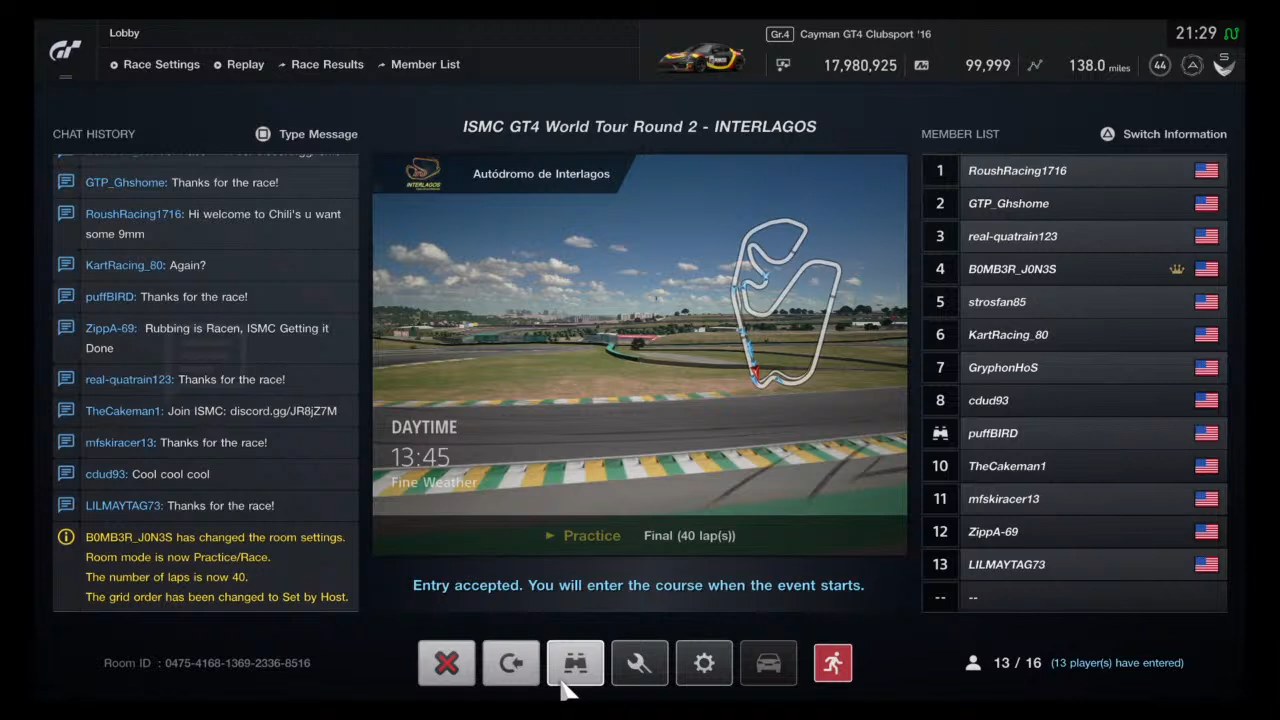 Lobby
Race Settings Replay Race Results Member List
Gr.4 Cayman GT4 Clubsport '16
21:29
17,980,925 99,999 138.0 miles 44 A S
ISMC GT4 World Tour Round 2 - INTERLAGOS
CHAT HISTORY Type Message
GTP_Ghshome: Thanks for the race!
RoushRacing1716: Hi welcome to Chili's u want
some 9mm
KartRacing_80: Again?
puffBIRD: Thanks for the race!
ZippA-69: Rubbing is Racen, ISMC Getting it
Done
real-quatrain123: Thanks for the race!
TheCakeman1: Join ISMC: discord.gg/JR8jZ7M
mfskiracer13: Thanks for the race!
cdud93: Cool cool cool
LILMAYTAG73: Thanks for the race!
B0MB3R_J0N3S has changed the room settings.
Room mode is now Practice/Race.
The number of laps is now 40.
The grid order has been changed to Set by Host.
INTERLAGOS
Autódromo de Interlagos
DAYTIME
13:45
Fine Weather
Practice Final (40 lap(s))
Entry accepted. You will enter the course when the event starts.
MEMBER LIST Switch Information
1 RoushRacing1716
2 GTP_Ghshome
3 real-quatrain123
4 B0MB3R_J0N3S
5 strosfan85
6 KartRacing_80
7 GryphonHoS
8 cdud93
puffBIRD
10 TheCakeman1
11 mfskiracer13
12 ZippA-69
13 LILMAYTAG73
-- --
Room ID : 0475-4168-1369-2336-8516
13 / 16 (13 player(s) have entered)